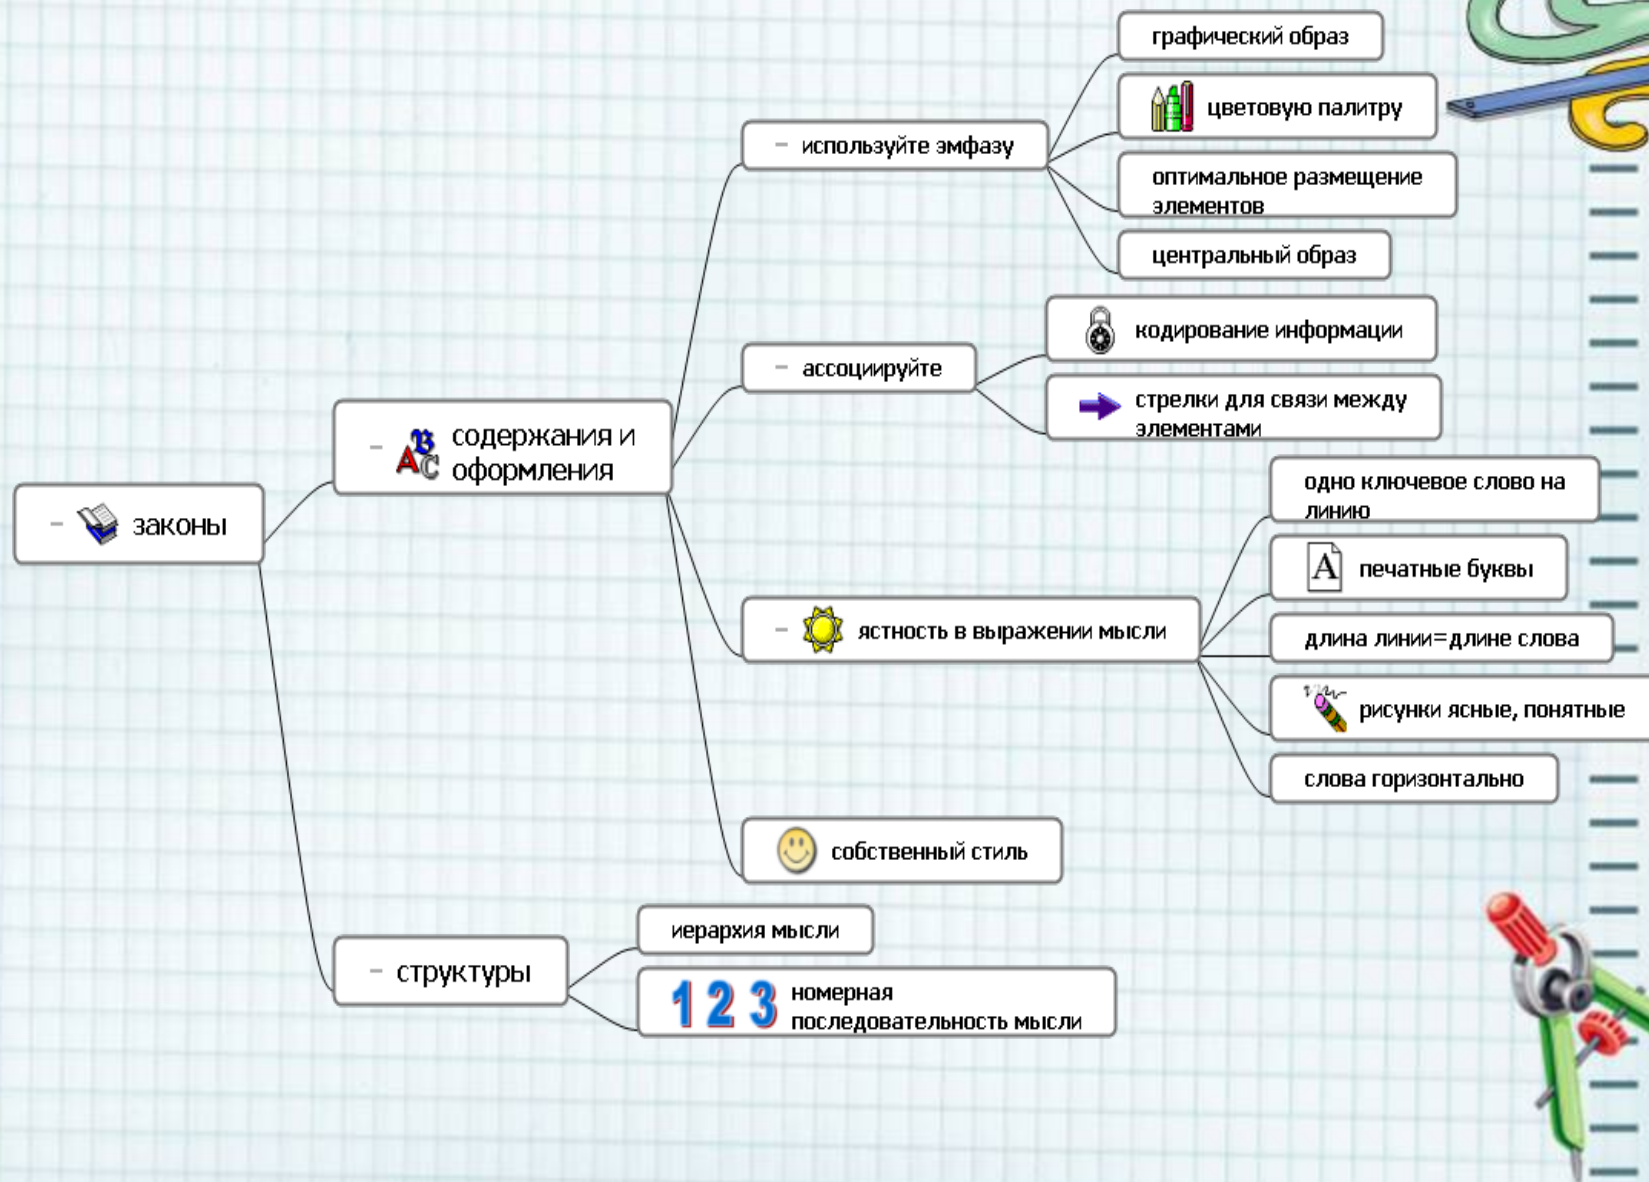 графический образ
цветовую палитру
используйте эмфазу
оптимальное размещение
элементов
центральный образ
кодирование информации
ассоциируйте
стрелки для связи между
элементами
B
A C
содержания и
оформления
законы
одно ключевое слово на
линию
A печатные буквы
ястность в выражении мысли
длина линии=длине слова
рисунки ясные, понятные
слова горизонтально
собственный стиль
иерархия мысли
структуры
1 2 3
номерная
последовательность мысли